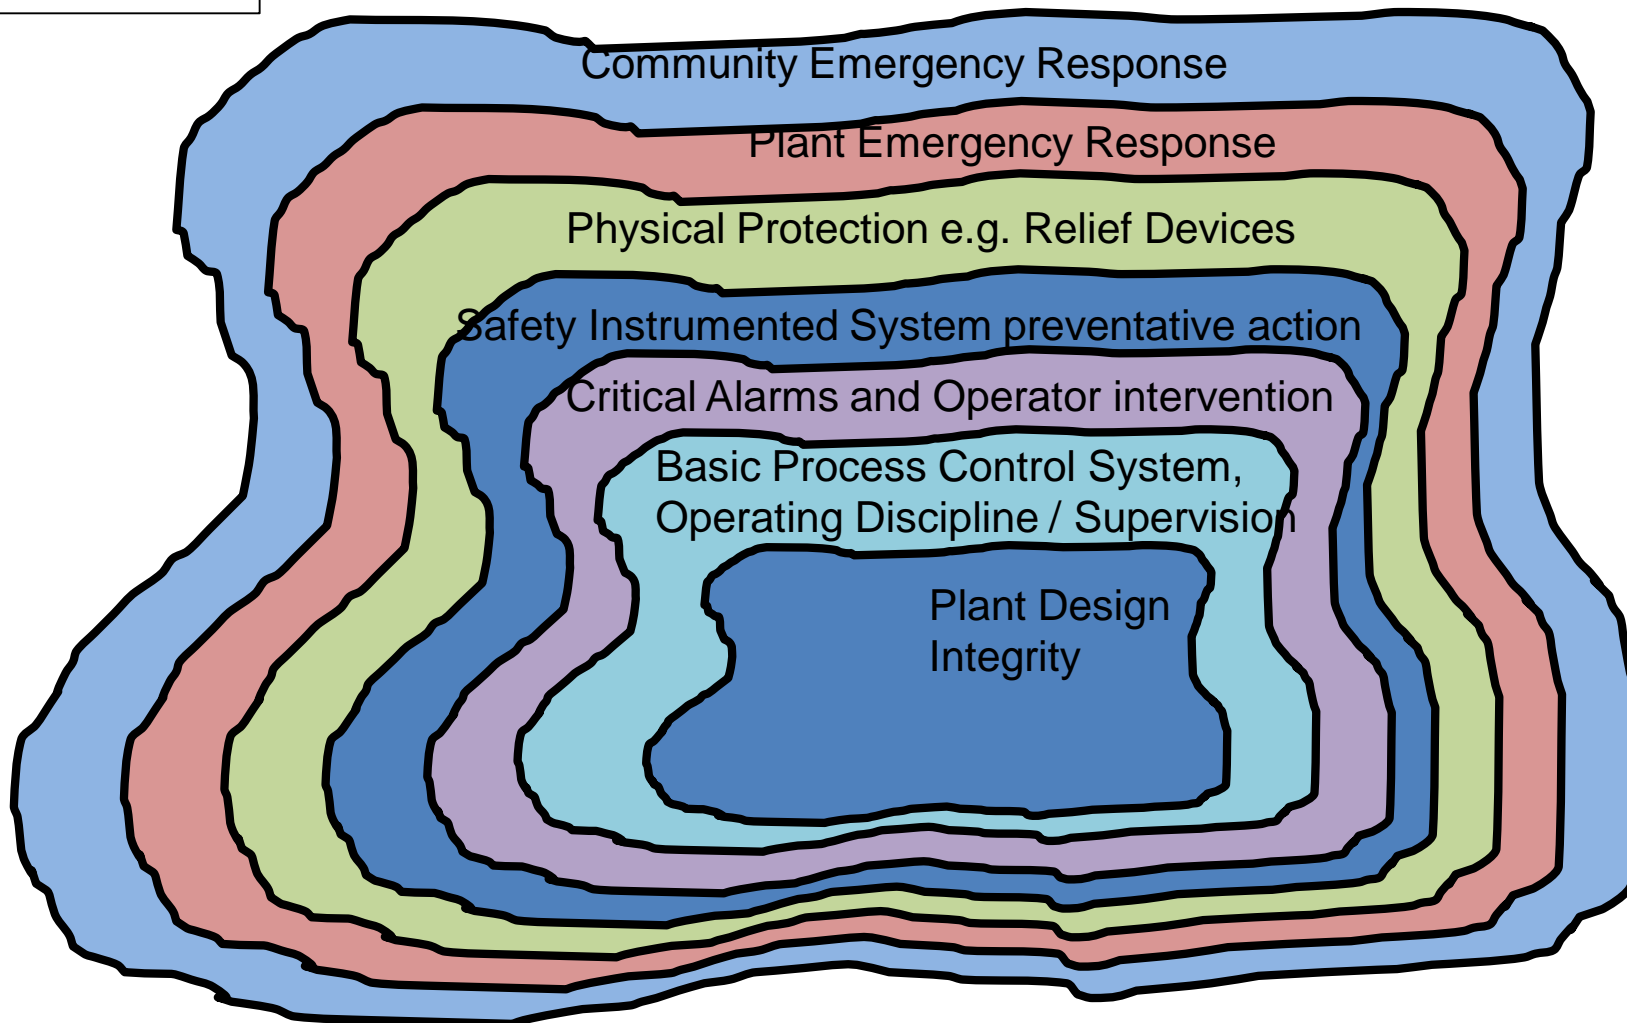 Community Emergency Response
Plant Emergency Response
Physical Protection e.g. Relief Devices
Safety Instrumented System preventative action
Critical Alarms and Operator intervention
Basic Process Control System,
Operating Discipline / Supervision
Plant Design
Integrity